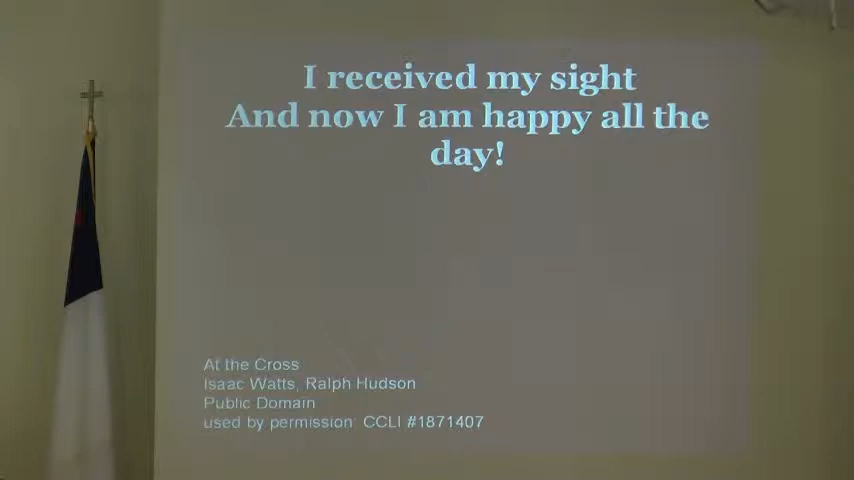 I received my sight
And now I am happy all the
day!
At the Cross
Isaac Watts, Ralph Hudson
Public Domain
used by permission: CCLI #1871407